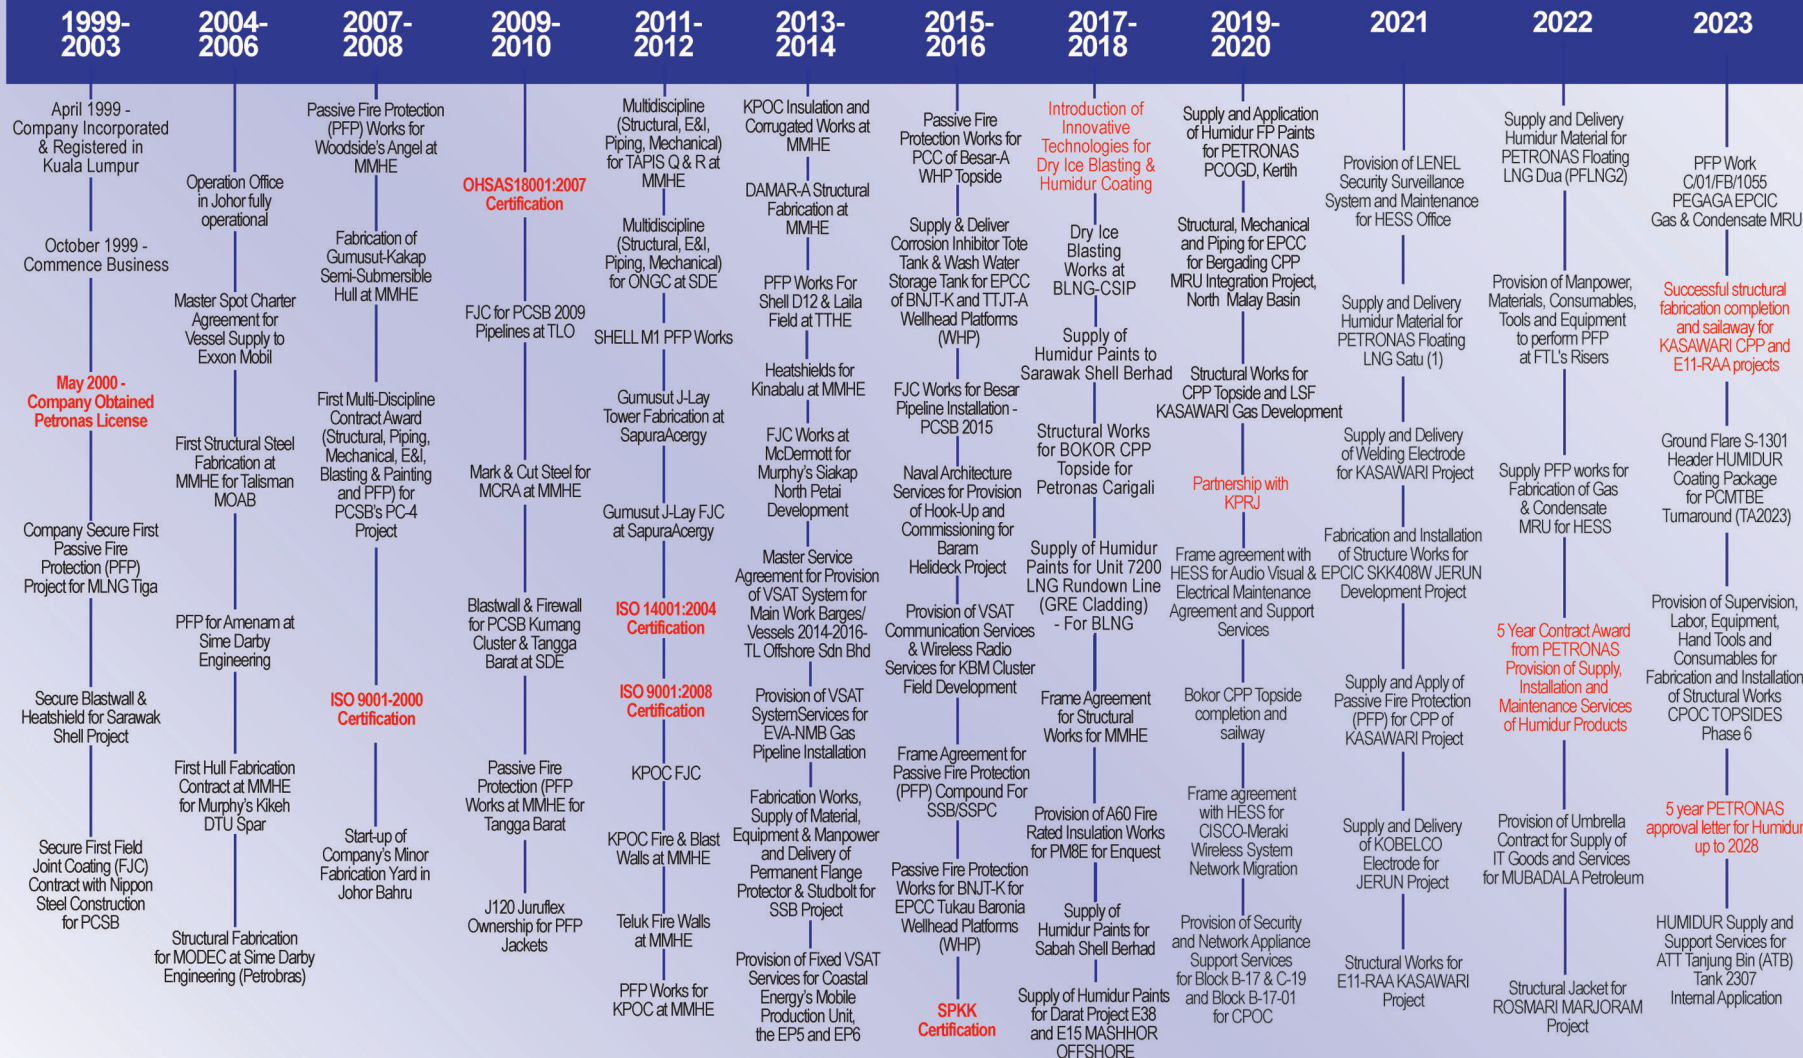 1999-
2003
April 1999 -
Company Incorporated
& Registered in
Kuala Lumpur
October 1999 -
Commence Business
May 2000 -
Company Obtained
Petronas License
Company Secure First
Passive Fire
Protection (PFP)
Project for MLNG Tiga
Secure Blastwall &
Heatshield for Sarawak
Shell Project
Secure First Field
Joint Coating (FJC)
Contract with Nippon
Steel Construction
for PCSB
2004-
2006
Operation Office
in Johor fully
operational
Master Spot Charter
Agreement for
Vessel Supply to
Exxon Mobil
First Structural Steel
Fabrication at
MMHE for Talisman
MOAB
PFP for Amenam at
Sime Darby
Engineering
First Hull Fabrication
Contract at MMHE
for Murphy's Kikeh
DTU Spar
Structural Fabrication
for MODEC at Sime Darby
Engineering (Petrobras)
2007-
2008
Passive Fire Protection
(PFP) Works for
Woodside's Angel at
MMHE
Fabrication of
Gumusut-Kakap
Semi-Submersible
Hull at MMHE
First Multi-Discipline
Contract Award
(Structural, Piping,
Mechanical, E&I,
Blasting & Painting
and PFP) for
PCSB's PC-4
Project
ISO 9001-2000
Certification
Start-up of
Company's Minor
Fabrication Yard in
Johor Bahru
2009-
2010
OHSAS18001:2007
Certification
FJC for PCSB 2009
Pipelines at TLO
Mark & Cut Steel for
MCRA at MMHE
Blastwall & Firewall
for PCSB Kumang
Cluster & Tangga
Barat at SDE
Passive Fire
Protection (PFP
Works at MMHE for
Tangga Barat
J120 Juruflex
Ownership for PFP
Jackets
2011-
2012
Multidiscipline
(Structural, E&I,
Piping, Mechanical)
for TAPIS Q & R at
MMHE
Multidiscipline
(Structural, E&I,
Piping, Mechanical)
for ONGC at SDE
SHELL M1 PFP Works
Gumusut J-Lay
Tower Fabrication at
SapuraAcergy
Gumusut J-Lay FJC
at SapuraAcergy
ISO 14001:2004
Certification
ISO 9001:2008
Certification
KPOC FJC
KPOC Fire & Blast
Walls at MMHE
Teluk Fire Walls
at MMHE
PFP Works for
KPOC at MMHE
2013-
2014
KPOC Insulation and
Corrugated Works at
MMHE
DAMAR-A Structural
Fabrication at
MMHE
PFP Works For
Shell D12 & Laila
Field at TTHE
Heatshields for
Kinabalu at MMHE
FJC Works at
McDermott for
Murphy's Siakap
North Petai
Development
Master Service
Agreement for Provision
of VSAT System for
Main Work Barges/
Vessels 2014-2016-
TL Offshore Sdn Bhd
Provision of VSAT
SystemServices for
EVA-NMB Gas
Pipeline Installation
Fabrication Works,
Supply of Material,
Equipment & Manpower
and Delivery of
Permanent Flange
Protector & Studbolt for
SSB Project
Provision of Fixed VSAT
Services for Coastal
Energy's Mobile
Production Unit,
the EP5 and EP6
2015-
2016
Passive Fire
Protection Works for
PCC of Besar-A
WHP Topside
Supply & Deliver
Corrosion Inhibitor Tote
Tank & Wash Water
Storage Tank for EPCC
of BNJT-K and TTJT-A
Wellhead Platforms
(WHP)
FJC Works for Besar
Pipeline Installation -
PCSB 2015
Naval Architecture
Services for Provision
of Hook-Up and
Commissioning for
Baram
Helideck Project
Provision of VSAT
Communication Services
& Wireless Radio
Services for KBM Cluster
Field Development
Frame Agreement for
Passive Fire Protection
(PFP) Compound For
SSB/SSPC
Passive Fire Protection
Works for BNJT-K for
EPCC Tukau Baronia
Wellhead Platforms
(WHP)
SPKK
Certification
2017-
2018
Introduction of
Innovative
Technologies for
Dry Ice Blasting &
Humidur Coating
Dry Ice
Blasting
Works at
BLNG-CSIP
Supply of
Humidur Paints to
Sarawak Shell Berhad
Structural Works
for BOKOR CPP
Topside for
Petronas Carigali
Supply of Humidur
Paints for Unit 7200
LNG Rundown Line
(GRE Cladding)
- For BLNG
Frame Agreement
for Structural
Works for MMHE
Provision of A60 Fire
Rated Insulation Works
for PM8E for Enquest
Supply of
Humidur Paints for
Sabah Shell Berhad
Supply of Humidur Paints
for Darat Project E38
and E15 MASHHOR
OFFSHORE
2019-
2020
Supply and Application
of Humidur FP Paints
for PETRONAS
PCOGD, Kertih
Structural, Mechanical
and Piping for EPCC
for Bergading CPP
MRU Integration Project,
North Malay Basin
Structural Works for
CPP Topside and LSF
KASAWARI Gas Development
Partnership with
KPRJ
Frame agreement with
HESS for Audio Visual &
Electrical Maintenance
Agreement and Support
Services
Bokor CPP Topside
completion and
sailway
Frame agreement
with HESS for
CISCO-Meraki
Wireless System
Network Migration
Provision of Security
and Network Appliance
Support Services
for Block B-17 & C-19
and Block B-17-01
for CPOC
2021
Provision of LENEL
Security Surveillance
System and Maintenance
for HESS Office
Supply and Delivery
Humidur Material for
PETRONAS Floating
LNG Satu (1)
Supply and Delivery
of Welding Electrode
for KASAWARI Project
Fabrication and Installation
of Structure Works for
EPCIC SKK408W JERUN
Development Project
Supply and Apply of
Passive Fire Protection
(PFP) for CPP of
KASAWARI Project
Supply and Delivery
of KOBELCO
Electrode for
JERUN Project
Structural Works for
E11-RAA KASAWARI
Project
2022
Supply and Delivery
Humidur Material for
PETRONAS Floating
LNG Dua (PFLNG2)
Provision of Manpower,
Materials, Consumables,
Tools and Equipment
to perform PFP
at FTL's Risers
Supply PFP works for
Fabrication of Gas
& Condensate
MRU for HESS
5 Year Contract Award
from PETRONAS
Provision of Supply,
Installation and
Maintenance Services
of Humidur Products
Provision of Umbrella
Contract for Supply of
IT Goods and Services
for MUBADALA Petroleum
Structural Jacket for
ROSMARI MARJORAM
Project
2023
PFP Work
C/01/FB/1055
PEGAGA EPCIC
Gas & Condensate MRU
Successful structural
fabrication completion
and sailaway for
KASAWARI CPP and
E11-RAA projects
Ground Flare S-1301
Header HUMIDUR
Coating Package
for PCMTBE
Turnaround (TA2023)
Provision of Supervision,
Labor, Equipment,
Hand Tools and
Consumables for
Fabrication and Installation
of Structural Works
CPOC TOPSIDES
Phase 6
5 year PETRONAS
approval letter for Humidur
up to 2028
HUMIDUR Supply and
Support Services for
ATT Tanjung Bin (ATB)
Tank 2307
Internal Application